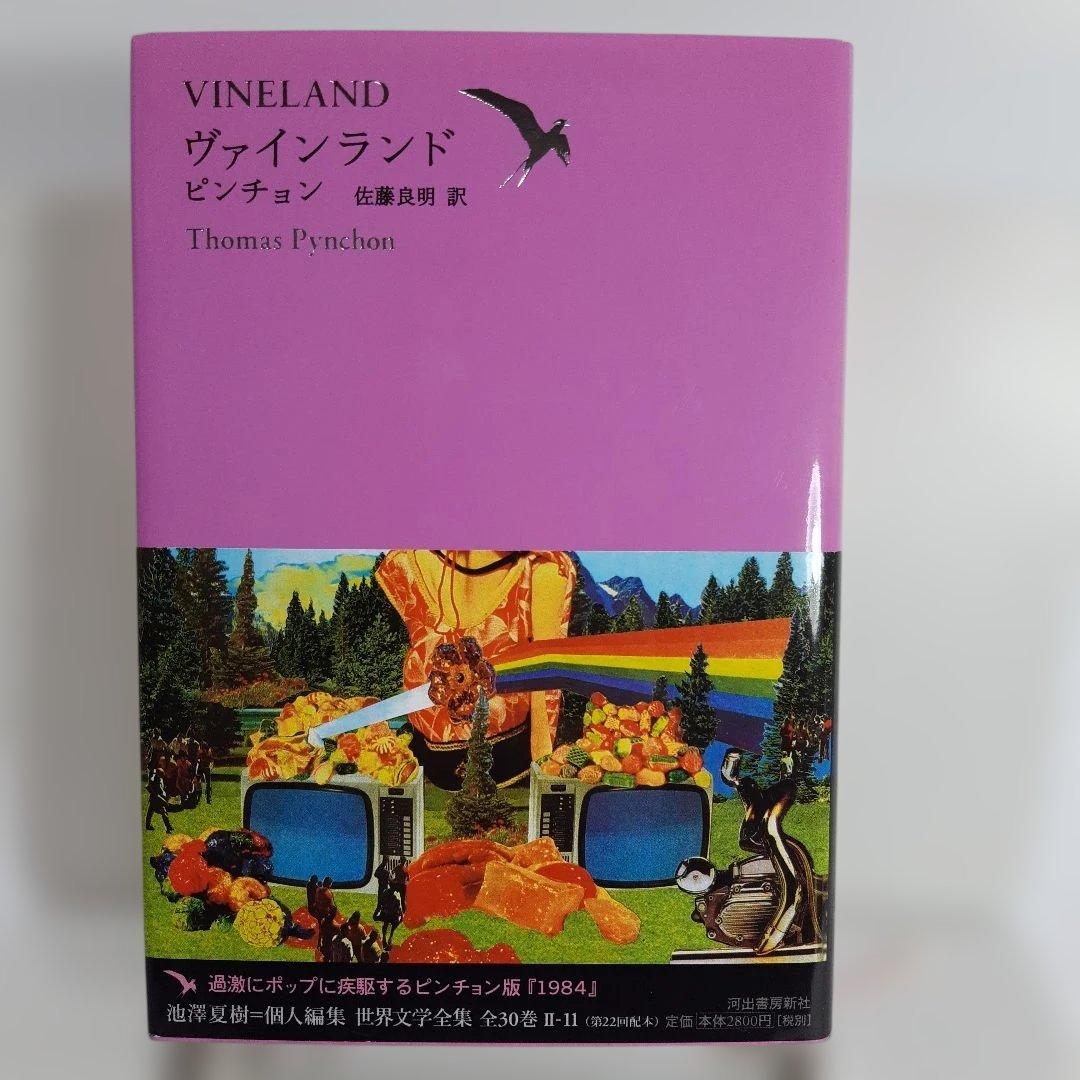 VINELAND
ヴァインランド
ピンチョン 佐藤良明 訳
Thomas Pynchon
過激にポップに疾駆するピンチョン版『1984』
河出書房新社
池澤夏樹=個人編集 世界文学全集 全30巻 II-11（第22回配本）定価 本体2800円［税別］